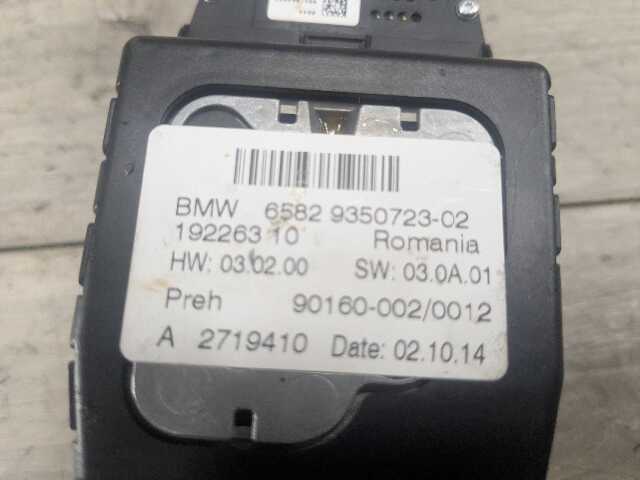 BMW 6582 9350723-02
192263 10 Romania
HW: 03.02.00 SW: 03.0A.01
Preh 90160-002/0012
A 2719410 Date: 02.10.14